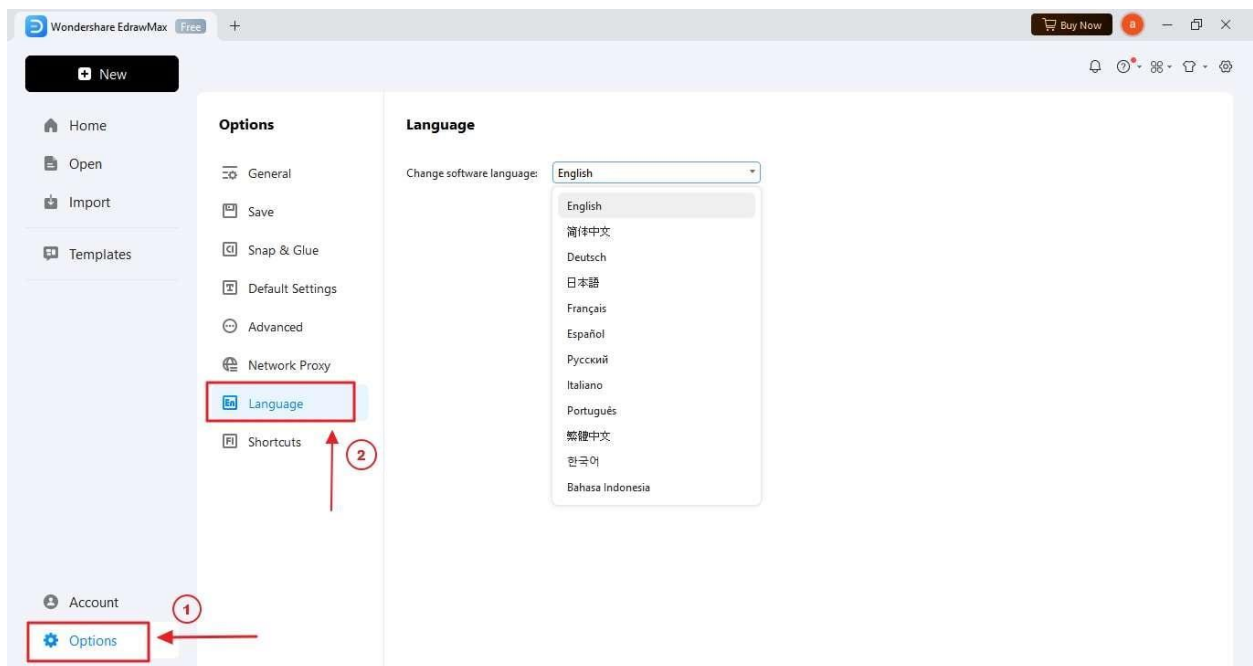 Wondershare EdrawMax Free
Buy Now
a
New
Home
Open
Import
Templates
Account
Options
1
Options
General
Save
Snap & Glue
Default Settings
Advanced
Network Proxy
En Language
Shortcuts
2
Language
Change software language: English
English
简体中文
Deutsch
日本語
Français
Español
Русский
Italiano
Português
繁體中文
한국어
Bahasa Indonesia